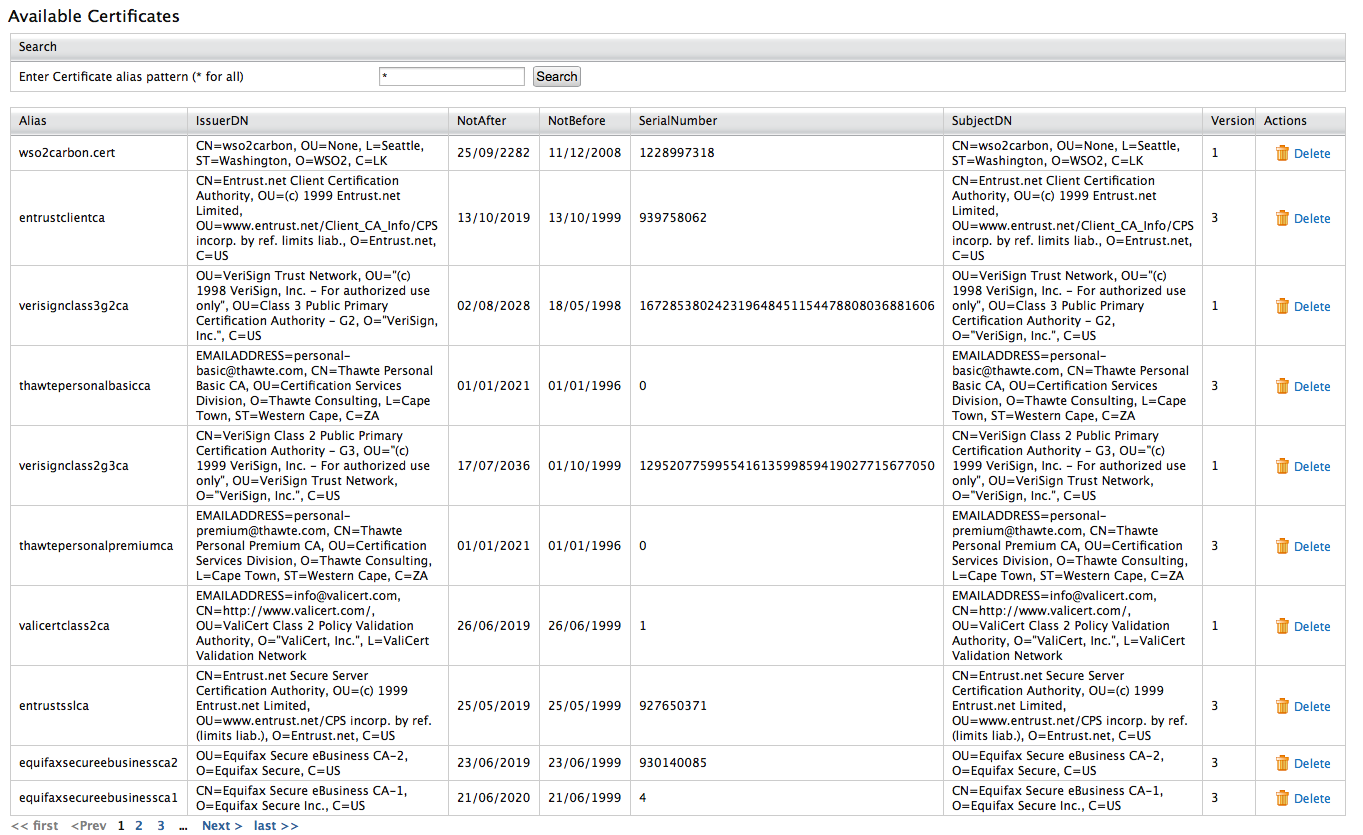 Available Certificates
Search
Enter Certificate alias pattern (* for all) * Search
Alias IssuerDN NotAfter NotBefore SerialNumber SubjectDN Version Actions
wso2carbon.cert
CN=wso2carbon, OU=None, L=Seattle,
ST=Washington, O=WSO2, C=LK
25/09/2282 11/12/2008 1228997318
CN=wso2carbon, OU=None, L=Seattle,
ST=Washington, O=WSO2, C=LK
1 Delete
entrustclientca
CN=Entrust.net Client Certification
Authority, OU=(c) 1999 Entrust.net
Limited,
OU=www.entrust.net/Client_CA_Info/CPS
incorp. by ref. limits liab., O=Entrust.net,
C=US
13/10/2019 13/10/1999 939758062
CN=Entrust.net Client Certification
Authority, OU=(c) 1999 Entrust.net
Limited,
OU=www.entrust.net/Client_CA_Info/CPS
incorp. by ref. limits liab., O=Entrust.net,
C=US
3 Delete
verisignclass3g2ca
OU=VeriSign Trust Network, OU="(c)
1998 VeriSign, Inc. - For authorized use
only", OU=Class 3 Public Primary
Certification Authority - G2, O="VeriSign,
Inc.", C=US
02/08/2028 18/05/1998 167285380242319648451154478808036881606
OU=VeriSign Trust Network, OU="(c)
1998 VeriSign, Inc. - For authorized use
only", OU=Class 3 Public Primary
Certification Authority - G2,
O="VeriSign, Inc.", C=US
1 Delete
thawtepersonalbasicca
EMAILADDRESS=personal-
basic@thawte.com, CN=Thawte Personal
Basic CA, OU=Certification Services
Division, O=Thawte Consulting, L=Cape
Town, ST=Western Cape, C=ZA
01/01/2021 01/01/1996 0
EMAILADDRESS=personal-
basic@thawte.com, CN=Thawte Personal
Basic CA, OU=Certification Services
Division, O=Thawte Consulting, L=Cape
Town, ST=Western Cape, C=ZA
3 Delete
verisignclass2g3ca
CN=VeriSign Class 2 Public Primary
Certification Authority - G3, OU="(c)
1999 VeriSign, Inc. - For authorized use
only", OU=VeriSign Trust Network,
O="VeriSign, Inc.", C=US
17/07/2036 01/10/1999 129520775995541613599859419027715677050
CN=VeriSign Class 2 Public Primary
Certification Authority - G3, OU="(c)
1999 VeriSign, Inc. - For authorized use
only", OU=VeriSign Trust Network,
O="VeriSign, Inc.", C=US
1 Delete
thawtepersonalpremiumca
EMAILADDRESS=personal-
premium@thawte.com, CN=Thawte
Personal Premium CA, OU=Certification
Services Division, O=Thawte Consulting,
L=Cape Town, ST=Western Cape, C=ZA
01/01/2021 01/01/1996 0
EMAILADDRESS=personal-
premium@thawte.com, CN=Thawte
Personal Premium CA, OU=Certification
Services Division, O=Thawte Consulting,
L=Cape Town, ST=Western Cape, C=ZA
3 Delete
valicertclass2ca
EMAILADDRESS=info@valicert.com,
CN=http://www.valicert.com/,
OU=ValiCert Class 2 Policy Validation
Authority, O="ValiCert, Inc.", L=ValiCert
Validation Network
26/06/2019 26/06/1999 1
EMAILADDRESS=info@valicert.com,
CN=http://www.valicert.com/,
OU=ValiCert Class 2 Policy Validation
Authority, O="ValiCert, Inc.", L=ValiCert
Validation Network
1 Delete
entrustsslca
CN=Entrust.net Secure Server
Certification Authority, OU=(c) 1999
Entrust.net Limited,
OU=www.entrust.net/CPS incorp. by ref.
(limits liab.), O=Entrust.net, C=US
25/05/2019 25/05/1999 927650371
CN=Entrust.net Secure Server
Certification Authority, OU=(c) 1999
Entrust.net Limited,
OU=www.entrust.net/CPS incorp. by ref.
(limits liab.), O=Entrust.net, C=US
3 Delete
equifaxsecureebusinessca2
OU=Equifax Secure eBusiness CA-2,
O=Equifax Secure, C=US
23/06/2019 23/06/1999 930140085
OU=Equifax Secure eBusiness CA-2,
O=Equifax Secure, C=US
3 Delete
equifaxsecureebusinessca1
CN=Equifax Secure eBusiness CA-1,
O=Equifax Secure Inc., C=US
21/06/2020 21/06/1999 4
CN=Equifax Secure eBusiness CA-1,
O=Equifax Secure Inc., C=US
3 Delete
<< first <Prev 1 2 3 ... Next > last >>